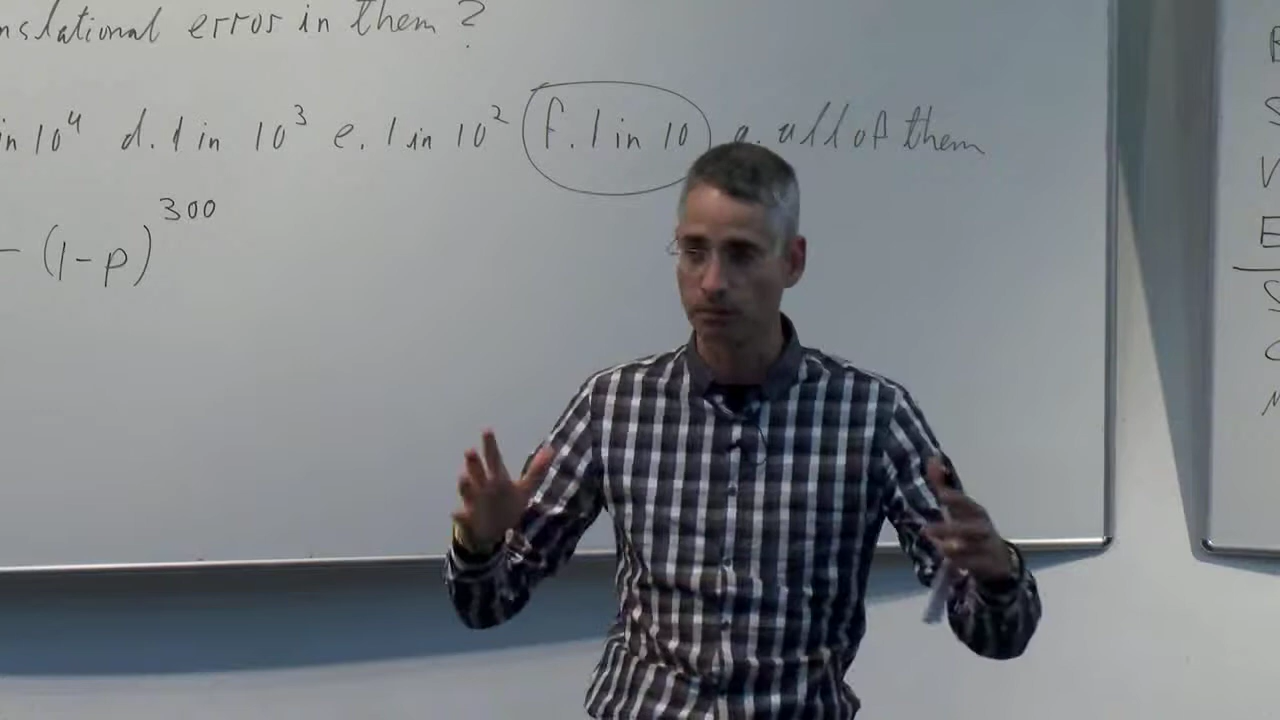 nslational error in them ?
in 10⁴ d. 1 in 10³ e. 1 in 10² f. 1 in 10 g. all of them
- (1-p)³⁰⁰
B
S
V
E
S